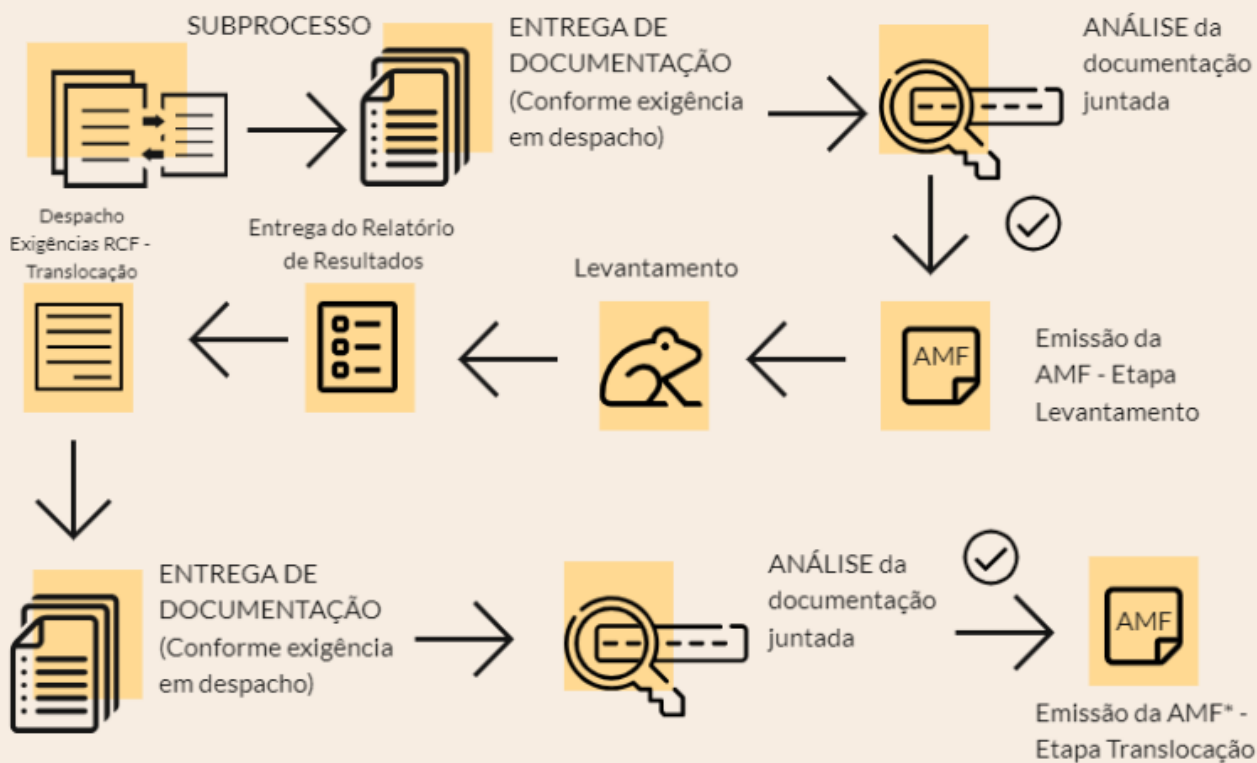 SUBPROCESSO
ENTREGA DE
DOCUMENTAÇÃO
(Conforme exigência
em despacho)
ANÁLISE da
documentação
juntada
AMF
Emissão da
AMF - Etapa
Levantamento
Levantamento
Entrega do Relatório
de Resultados
Despacho
Exigências RCF -
Translocação
ENTREGA DE
DOCUMENTAÇÃO
(Conforme exigência
em despacho)
ANÁLISE da
documentação
juntada
AMF
Emissão da AMF* -
Etapa Translocação